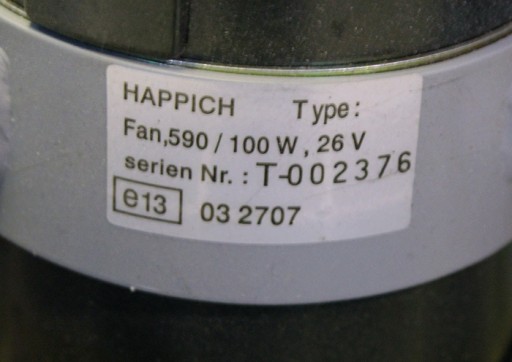 HAPPICH Type:
Fan,590 / 100 W , 26 V
serien Nr. : T-002376
e13 03 2707